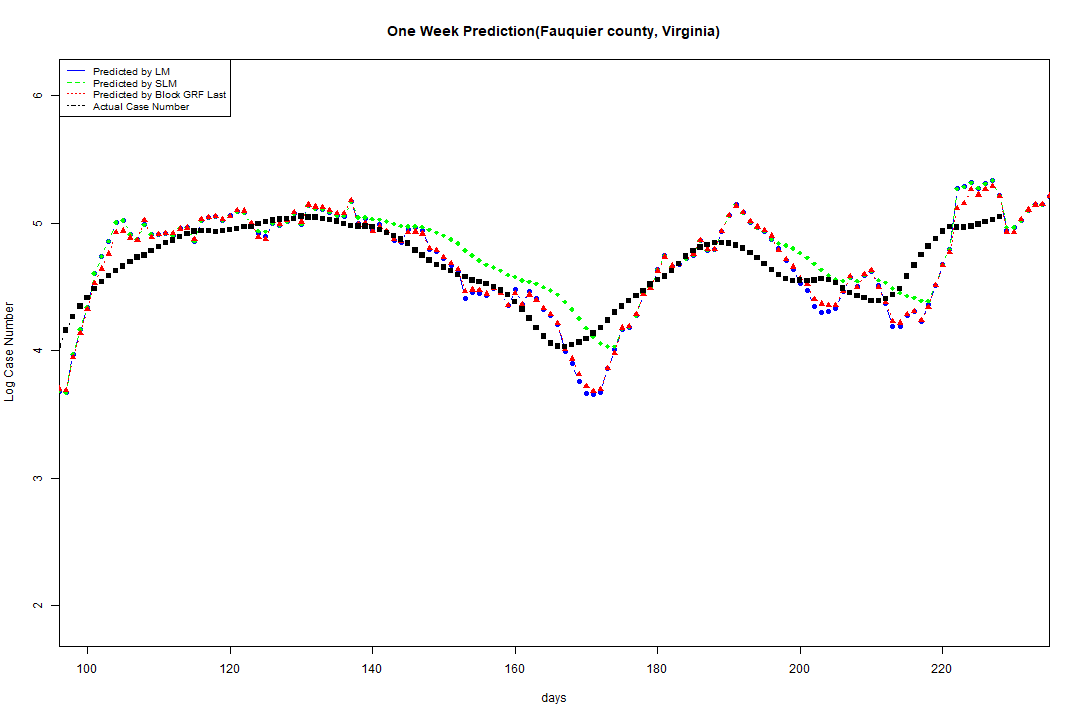 One Week Prediction(Fauquier county, Virginia)
Predicted by LM
Predicted by SLM
Predicted by Block GRF Last
Actual Case Number
Log Case Number
6
5
4
3
2
100 120 140 160 180 200 220
days